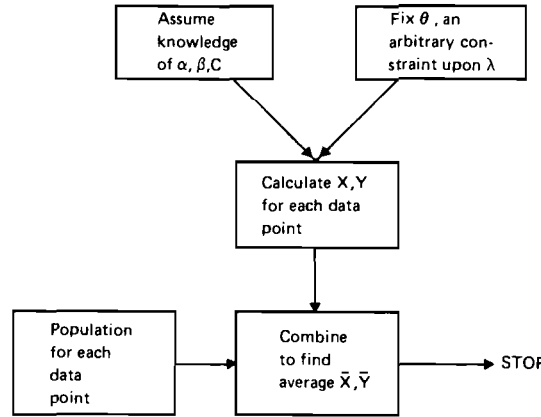 Assume
knowledge
of α, β,C
Fix θ , an
arbitrary con-
straint upon λ
Calculate X,Y
for each data
point
Population
for each
data
point
Combine
to find
average X̄,Ȳ
STOP